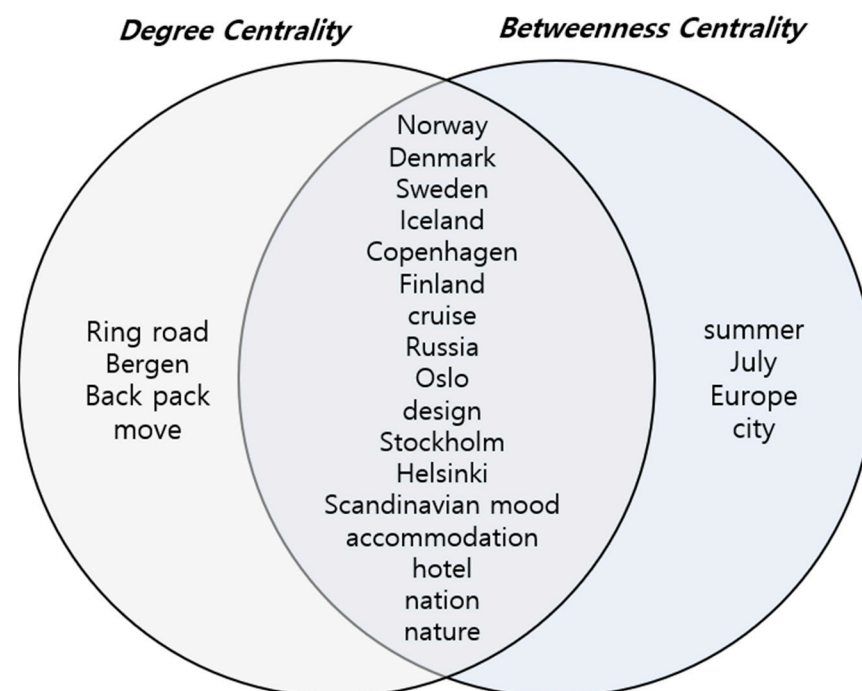 Degree Centrality
Betweenness Centrality
Norway
Denmark
Sweden
Iceland
Copenhagen
Finland
cruise
Russia
Oslo
design
Stockholm
Helsinki
Scandinavian mood
accommodation
hotel
nation
nature
Ring road
Bergen
Back pack
move
summer
July
Europe
city